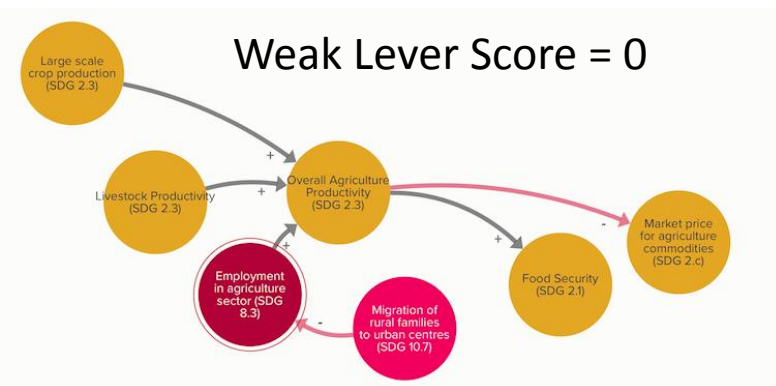 Weak Lever Score = 0
Large scale
crop production
(SDG 2.3)
+
Livestock Productivity
(SDG 2.3)
+
Overall Agriculture
Productivity
(SDG 2.3)
-
Market price
for agriculture
commodities
(SDG 2.c)
+
Food Security
(SDG 2.1)
+
Employment
in agriculture
sector (SDG
8.3)
-
Migration of
rural families
to urban centres
(SDG 10.7)